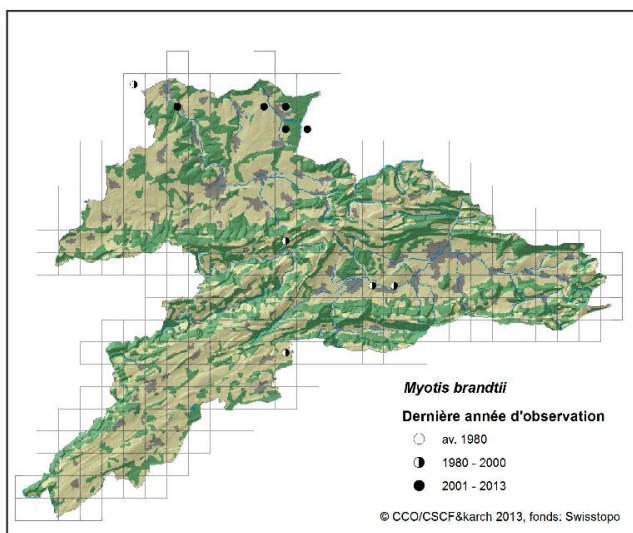 Myotis brandtii
Dernière année d'observation
av. 1980
1980 - 2000
2001 - 2013
© CCO/CSCF&karch 2013, fonds: Swisstopo